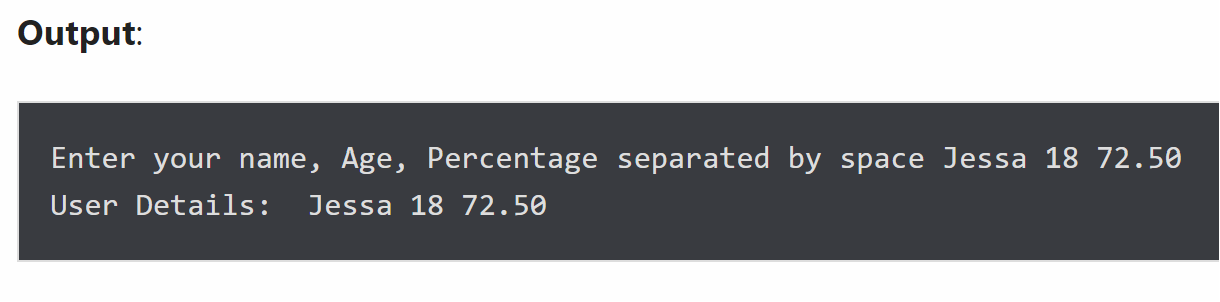 Output:
Enter your name, Age, Percentage separated by space Jessa 18 72.50
User Details:  Jessa 18 72.50